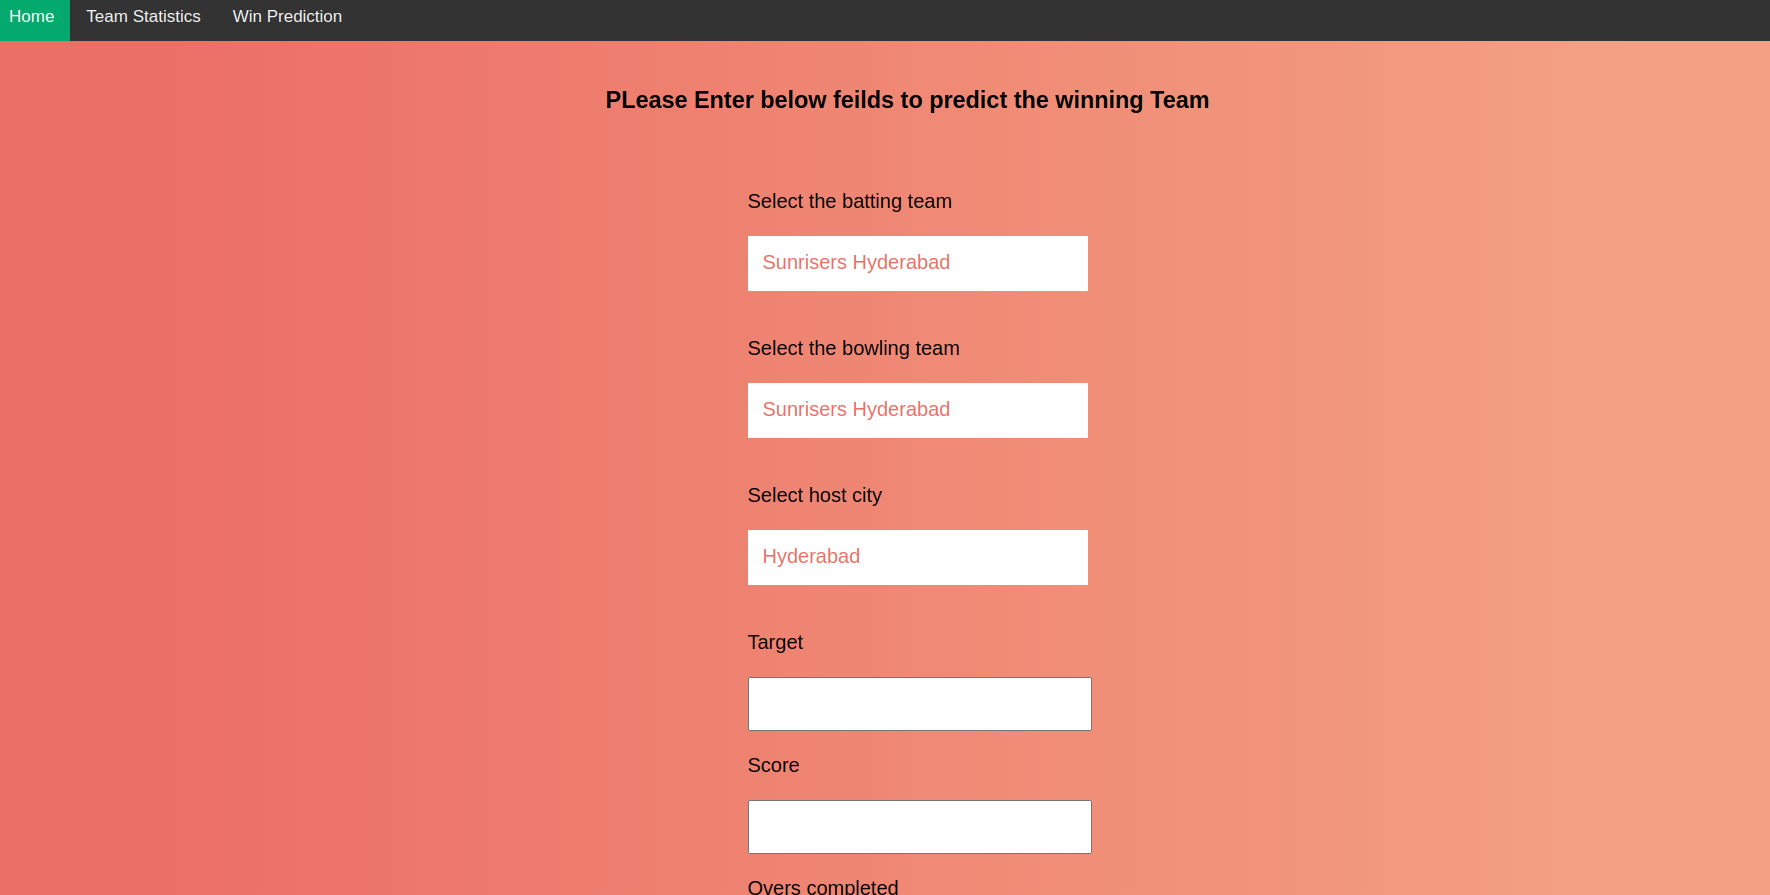 Home Team Statistics Win Prediction
PLease Enter below feilds to predict the winning Team
Select the batting team
Sunrisers Hyderabad
Select the bowling team
Sunrisers Hyderabad
Select host city
Hyderabad
Target
Score
Overs completed